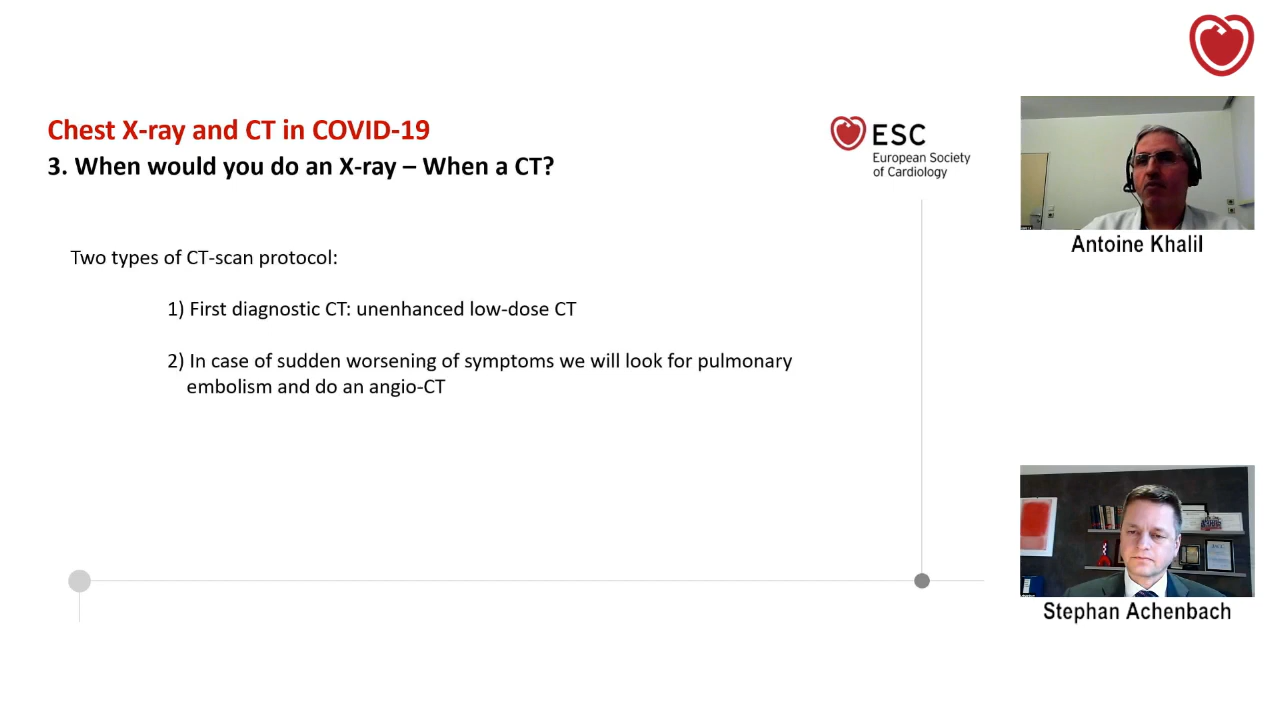 Chest X-ray and CT in COVID-19
3. When would you do an X-ray – When a CT?
ESC
European Society
of Cardiology
Two types of CT-scan protocol:
1) First diagnostic CT: unenhanced low-dose CT
2) In case of sudden worsening of symptoms we will look for pulmonary
embolism and do an angio-CT
Antoine Khalil
Stephan Achenbach